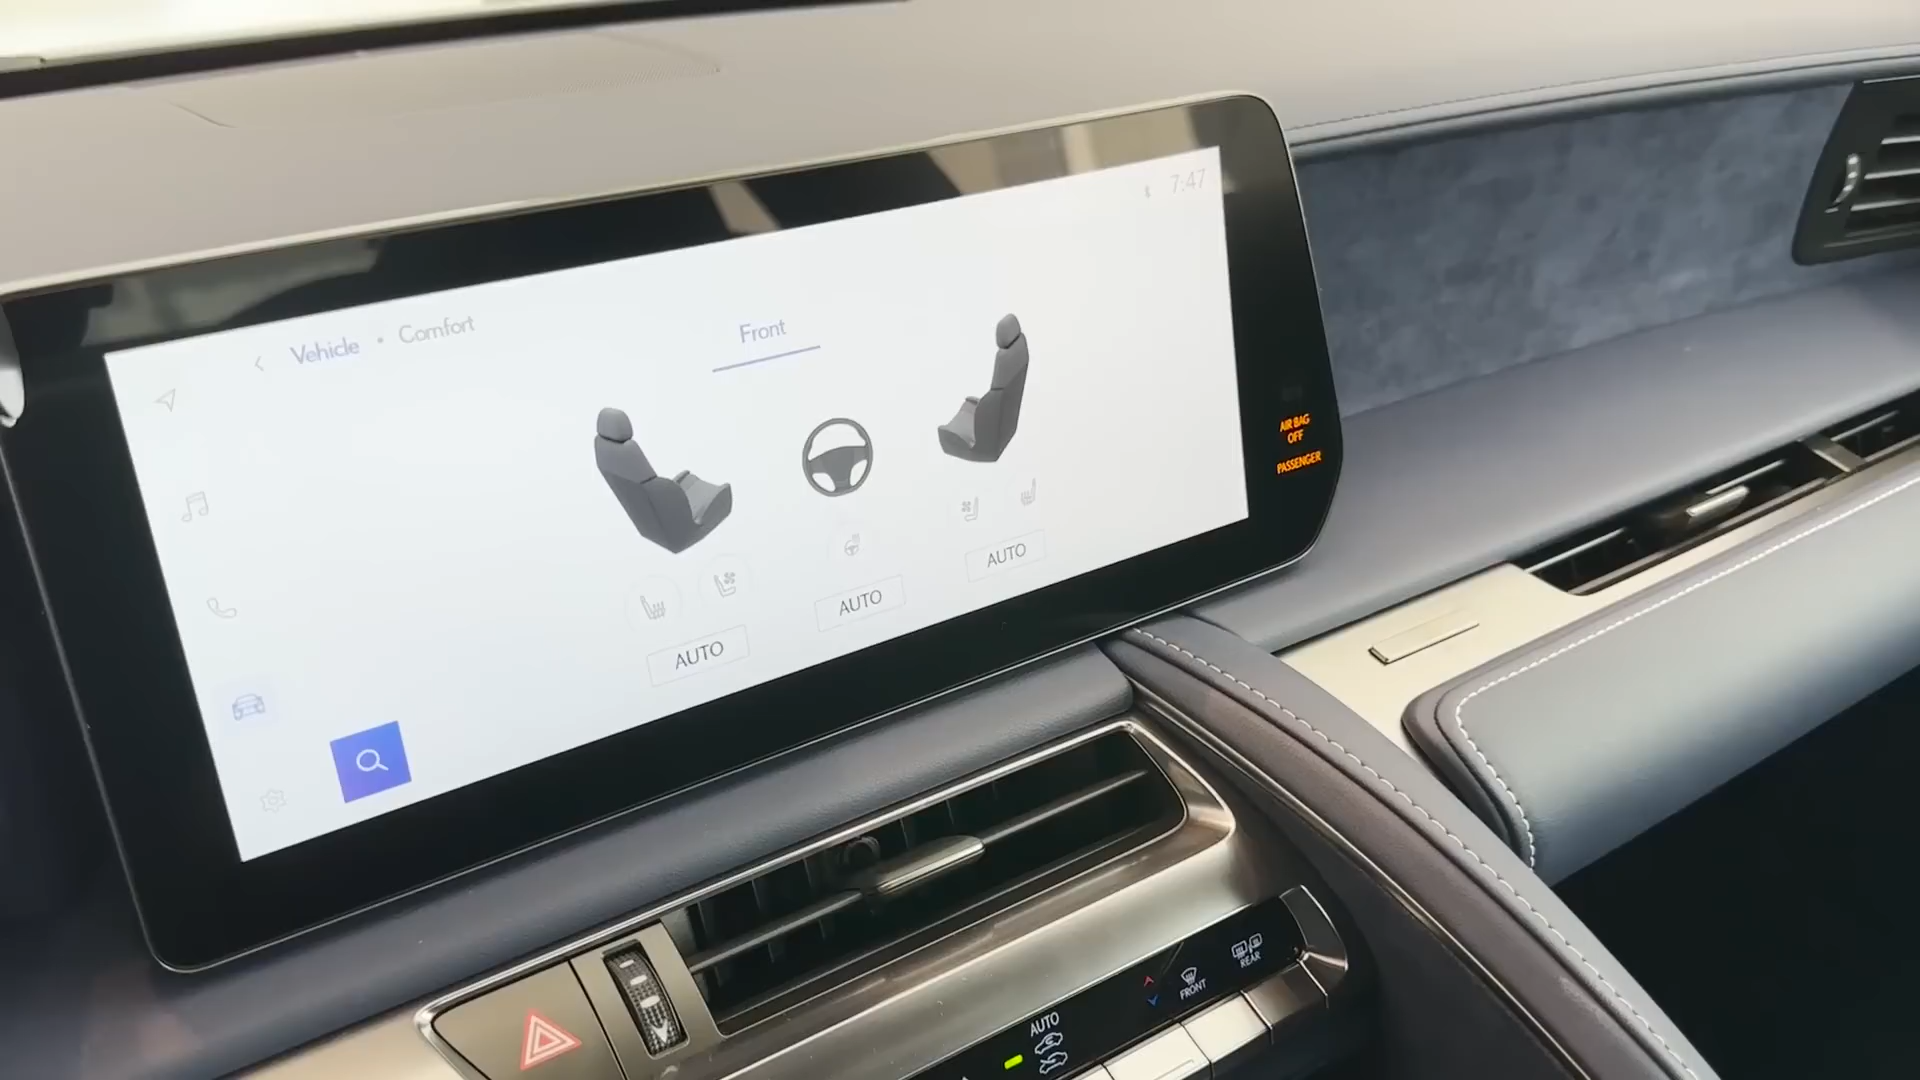 7:47
Vehicle • Comfort
Front
AUTO
AUTO
AUTO
AIR BAG
OFF
PASSENGER
AUTO
FRONT
REAR